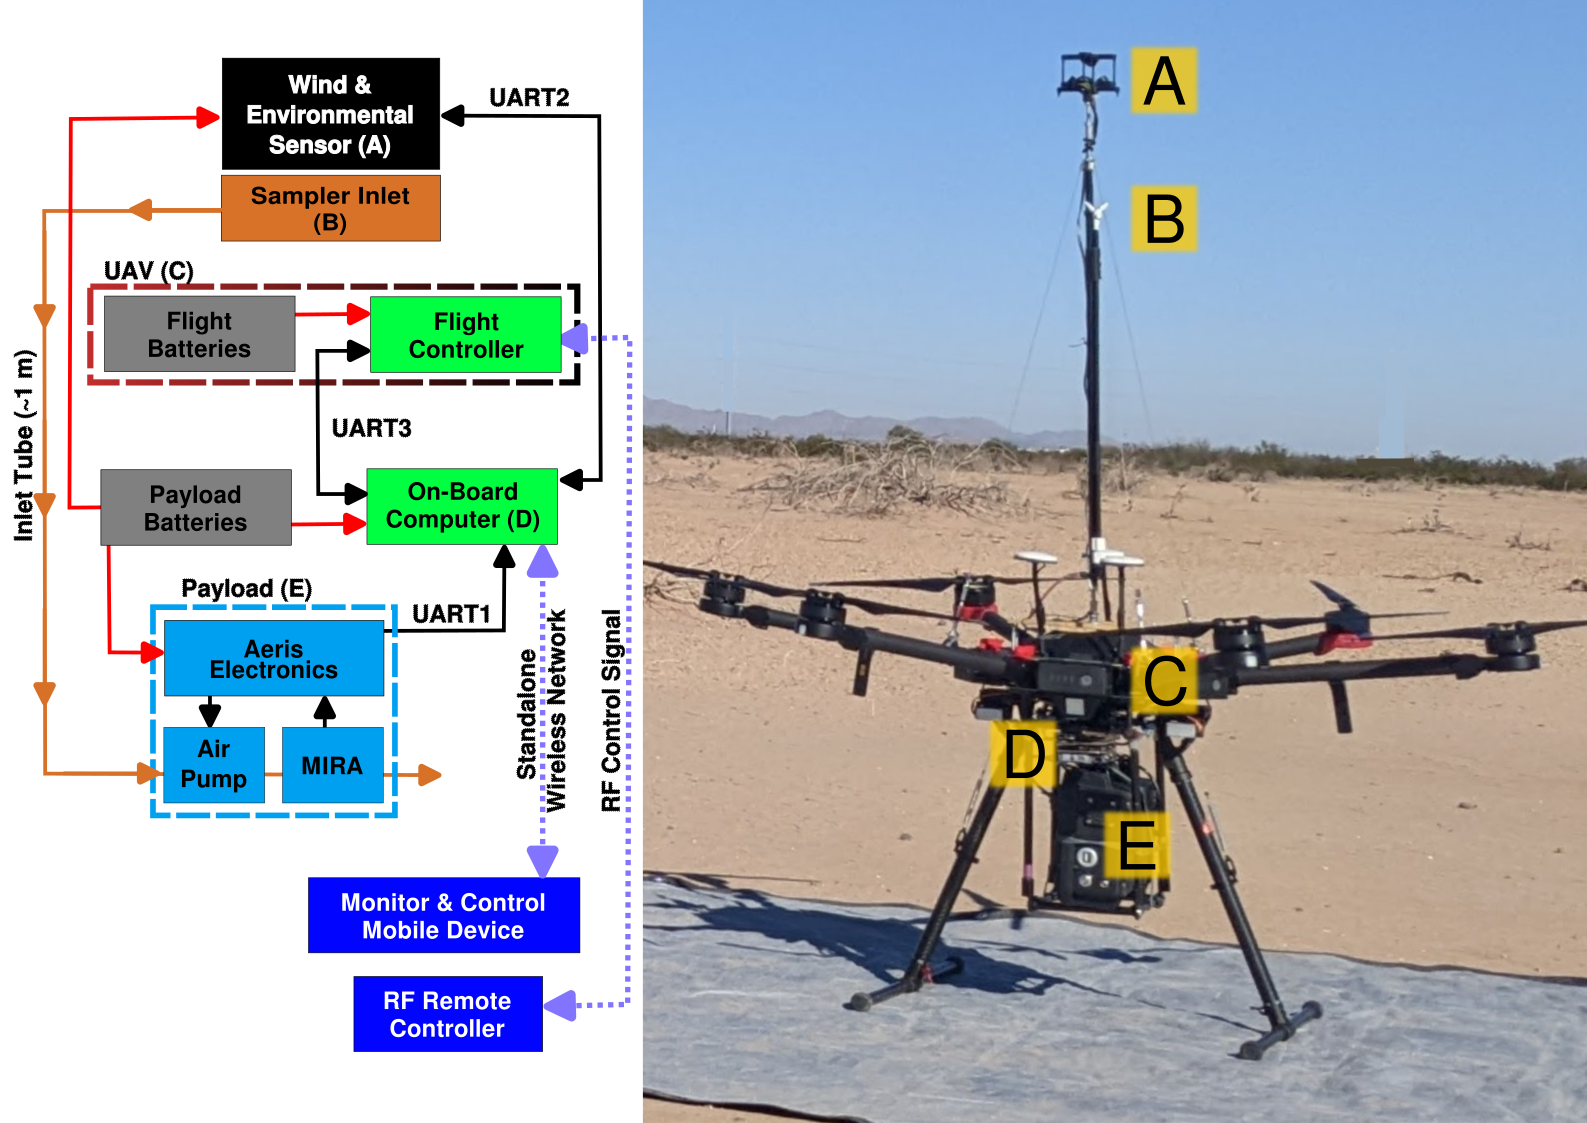 Wind &
Environmental
Sensor (A)
UART2
Sampler Inlet
(B)
UAV (C)
Flight
Batteries
Flight
Controller
UART3
Inlet Tube (~1 m)
Payload
Batteries
On-Board
Computer (D)
Payload (E)
UART1
Aeris
Electronics
Air
Pump
MIRA
Standalone
Wireless Network
RF Control Signal
Monitor & Control
Mobile Device
RF Remote
Controller
A
B
C
D
E